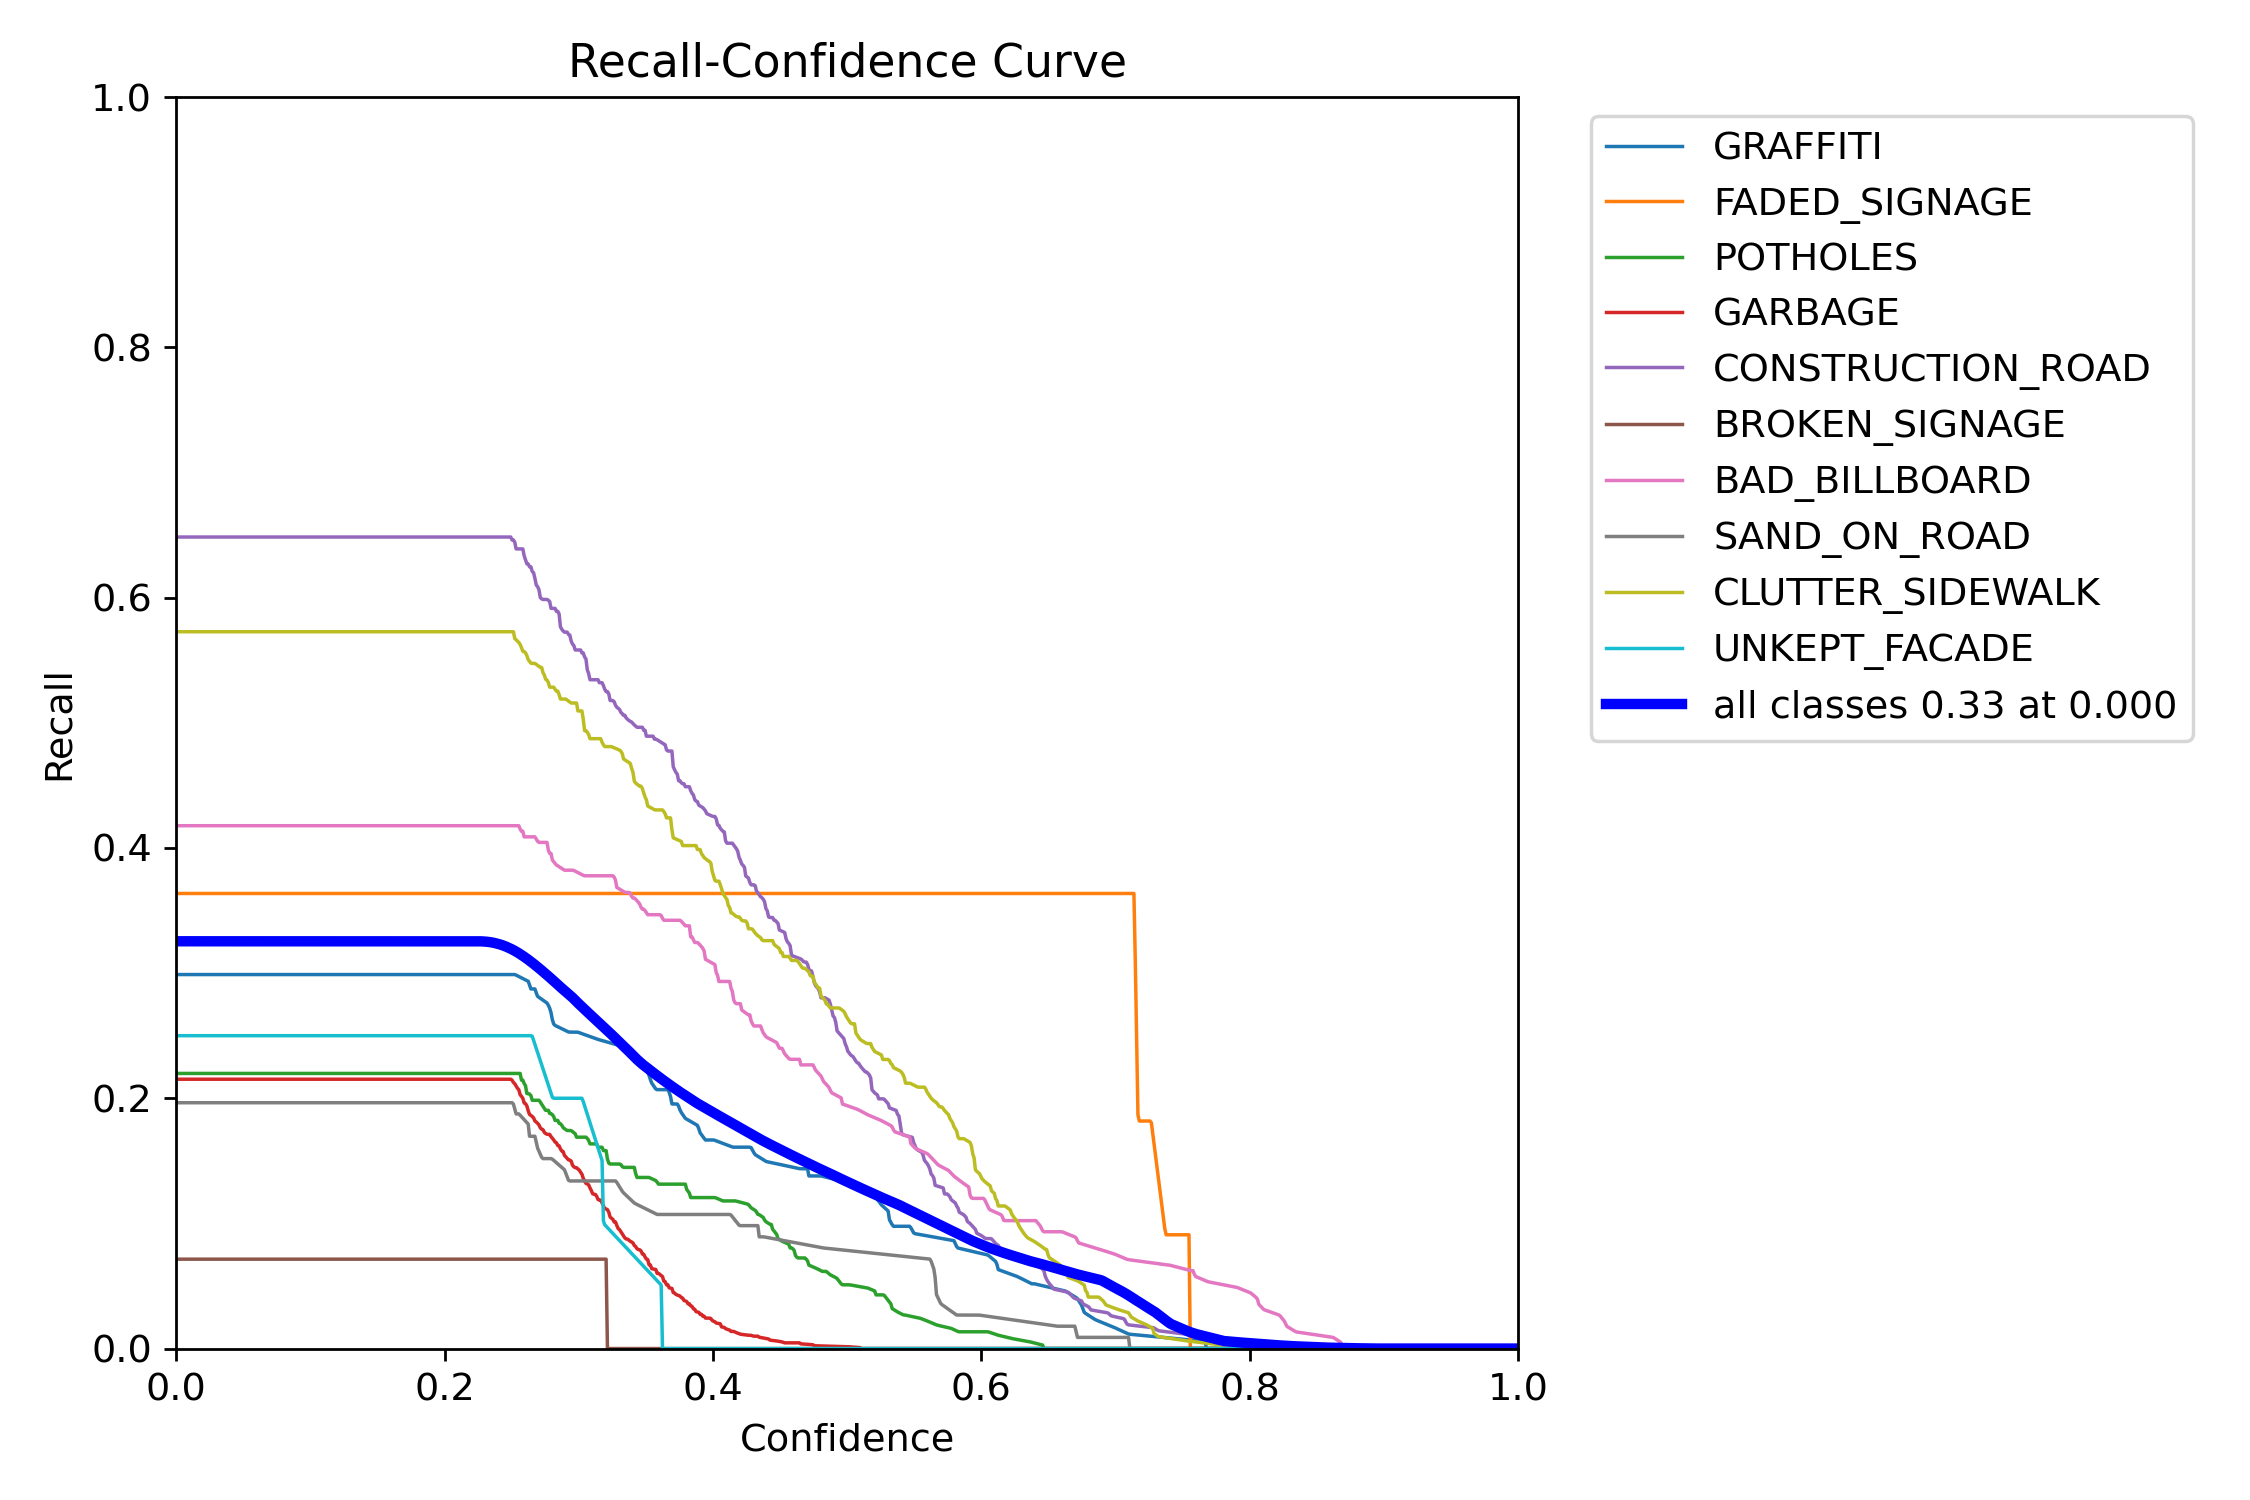 Recall-Confidence Curve
1.0
0.8
0.6
0.4
0.2
0.0
Recall
0.0 0.2 0.4 0.6 0.8 1.0
Confidence
GRAFFITI
FADED_SIGNAGE
POTHOLES
GARBAGE
CONSTRUCTION_ROAD
BROKEN_SIGNAGE
BAD_BILLBOARD
SAND_ON_ROAD
CLUTTER_SIDEWALK
UNKEPT_FACADE
all classes 0.33 at 0.000